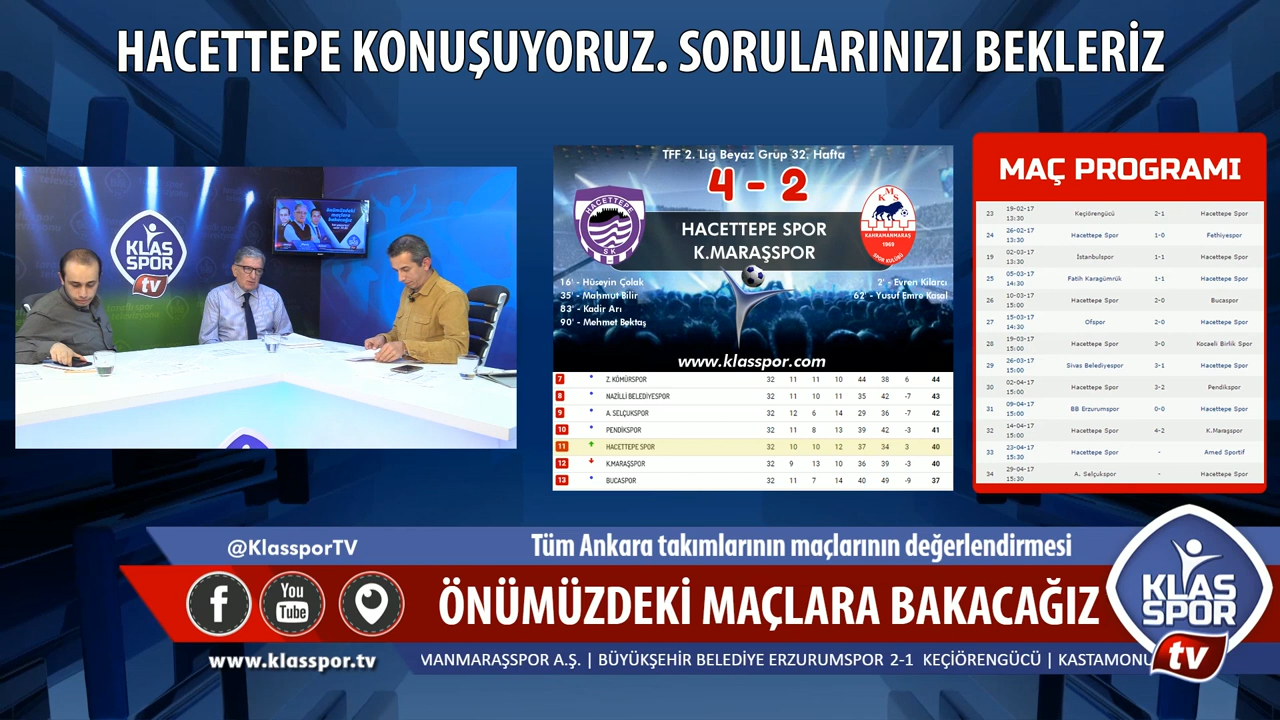 HACETTEPE KONUŞUYORUZ. SORULARINIZI BEKLERİZ
KLAS
SPOR
tv
önümüzdeki
maçlara
bakacağız
TFF 2. Lig Beyaz Grup 32. Hafta
4 - 2
HACETTEPE
SK
HACETTEPE SPOR
K.MARAŞSPOR
KMS
KAHRAMANMARAŞ
1969
SPOR KULÜBÜ
16' - Hüseyin Çolak
35' - Mahmut Bilir
83' - Kadir Arı
90' - Mehmet Bektaş
2' - Evren Kılarcı
62' - Yusuf Emre Kasal
www.klasspor.com
7 Z. KÖMÜRSPOR 32 11 11 10 44 38 6 44
8 NAZİLLİ BELEDİYESPOR 32 11 10 11 35 42 -7 43
9 A. SELÇUKSPOR 32 12 6 14 29 36 -7 42
10 PENDİKSPOR 32 11 8 13 39 42 -3 41
11 HACETTEPE SPOR 32 10 10 12 37 34 3 40
12 K.MARAŞSPOR 32 9 13 10 36 39 -3 40
13 BUCASPOR 32 11 7 14 40 49 -9 37
MAÇ PROGRAMI
23 19-02-17 13:30 Keçiörengücü 2-1 Hacettepe Spor
24 26-02-17 13:30 Hacettepe Spor 1-0 Fethiyespor
19 02-03-17 13:30 İstanbulspor 1-1 Hacettepe Spor
25 05-03-17 14:30 Fatih Karagümrük 1-1 Hacettepe Spor
26 10-03-17 15:00 Hacettepe Spor 2-0 Bucaspor
27 15-03-17 14:30 Ofspor 2-0 Hacettepe Spor
28 19-03-17 15:00 Hacettepe Spor 3-0 Kocaeli Birlik Spor
29 26-03-17 15:00 Sivas Belediyespor 3-1 Hacettepe Spor
30 02-04-17 15:00 Hacettepe Spor 3-2 Pendikspor
31 09-04-17 15:00 BB Erzurumspor 0-0 Hacettepe Spor
32 14-04-17 15:00 Hacettepe Spor 4-2 K.Maraşspor
33 23-04-17 15:30 Hacettepe Spor - Amed Sportif
34 29-04-17 15:30 A. Selçukspor - Hacettepe Spor
@KlassporTV
Tüm Ankara takımlarının maçlarının değerlendirmesi
You
Tube
ÖNÜMÜZDEKİ MAÇLARA BAKACAĞIZ
KLAS
SPOR
tv
www.klasspor.tv
MANMARAŞSPOR A.Ş. | BÜYÜKŞEHİR BELEDİYE ERZURUMSPOR 2-1 KEÇİÖRENGÜCÜ | KASTAMONU